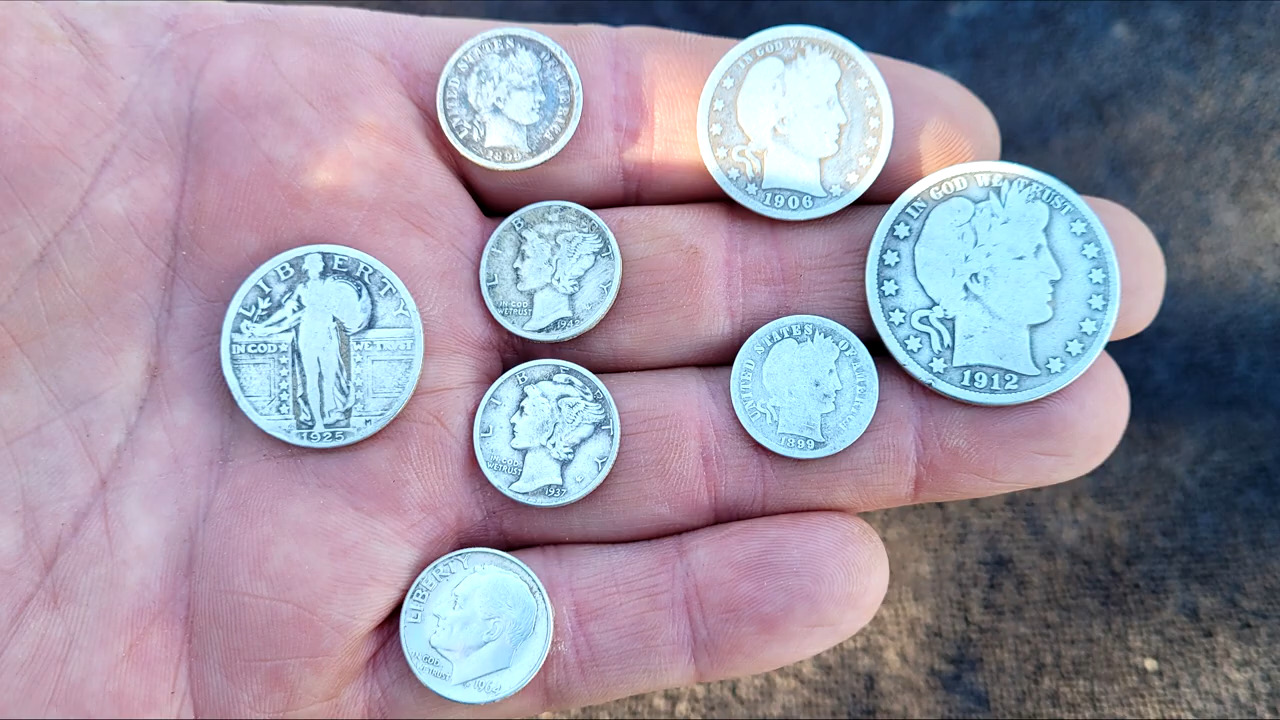 UNITED STATES OF AMERICA
IN GOD WE TRUST
1906
IN GOD WE TRUST
1912
LIBERTY
IN GOD WE TRUST
1925
M
LIBERTY
IN GOD
WE TRUST
UNITED STATES OF AMERICA
1899
LIBERTY
IN GOD
WE TRUST
1937
LIBERTY
IN GOD
WE TRUST
1964